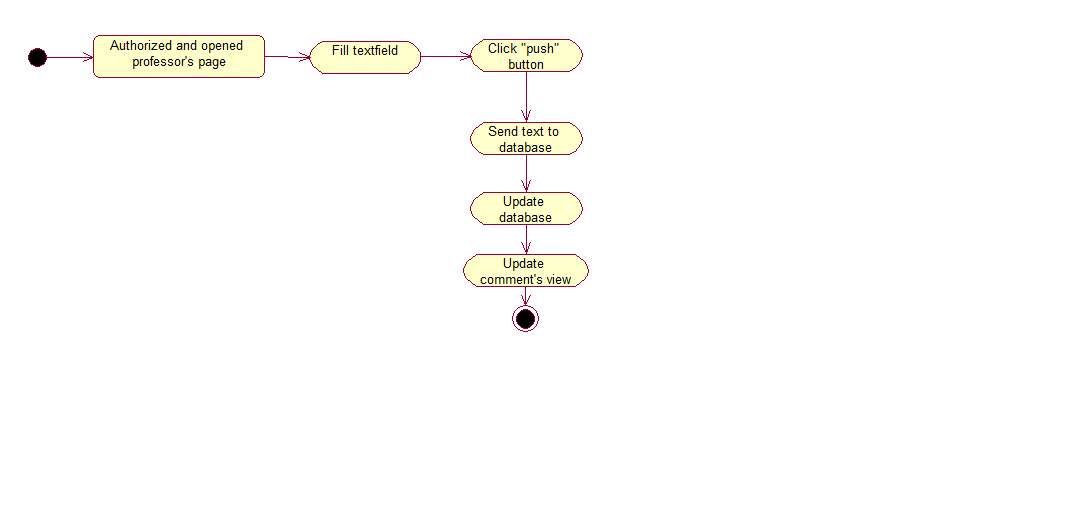 Authorized and opened
professor's page
Fill textfield
Click "push"
button
Send text to
database
Update
database
Update
comment's view